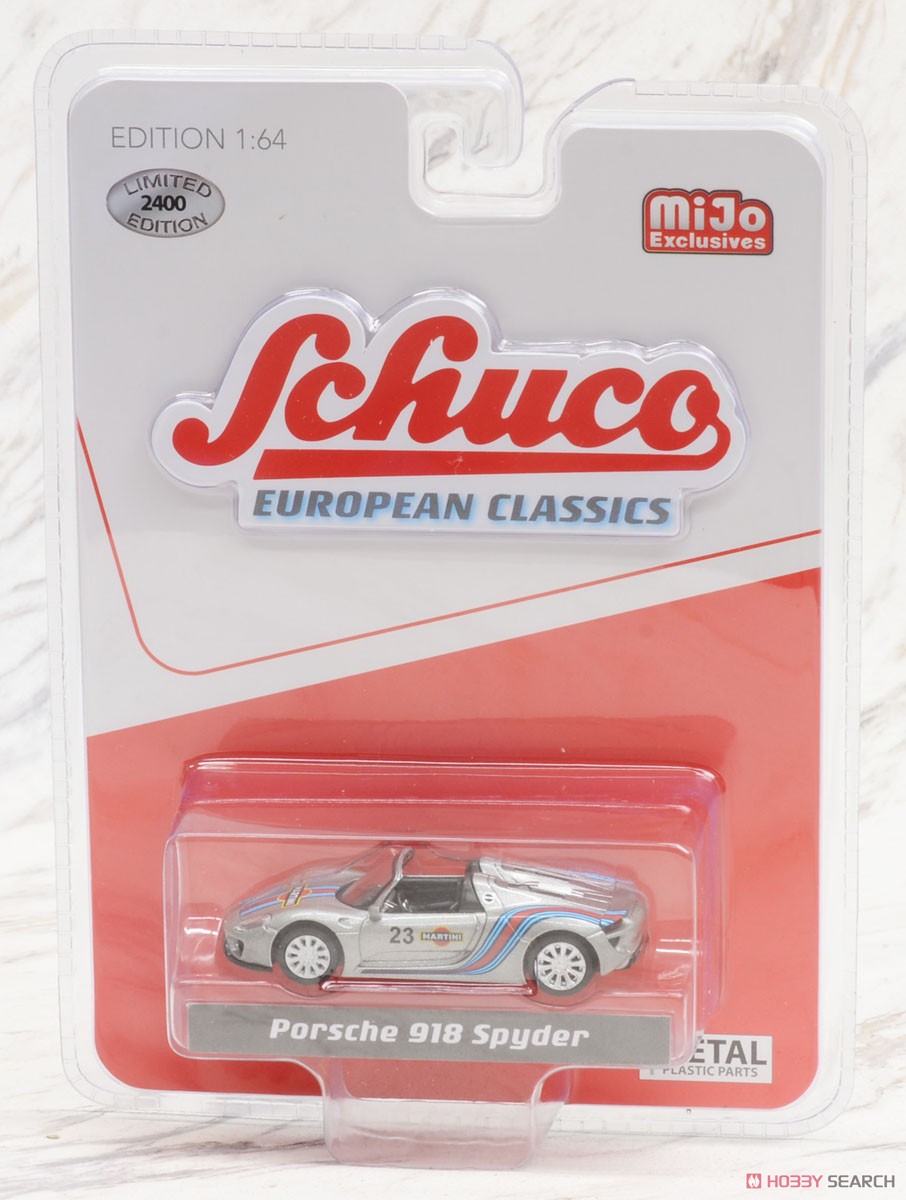 EDITION 1:64
LIMITED
2400
EDITION
MiJo
Exclusives
Schuco
EUROPEAN CLASSICS
23 MARTINI
Porsche 918 Spyder
PLASTIC PARTS
HOBBY SEARCH